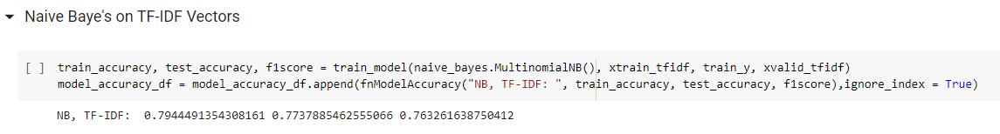 Naive Baye's on TF-IDF Vectors
[ ] train_accuracy, test_accuracy, f1score = train_model(naive_bayes.MultinomialNB(), xtrain_tfidf, train_y, xvalid_tfidf)
model_accuracy_df = model_accuracy_df.append(fnModelAccuracy("NB, TF-IDF: ", train_accuracy, test_accuracy, f1score),ignore_index = True)
NB, TF-IDF:  0.7944491354308161 0.7737885462555066 0.763261638750412